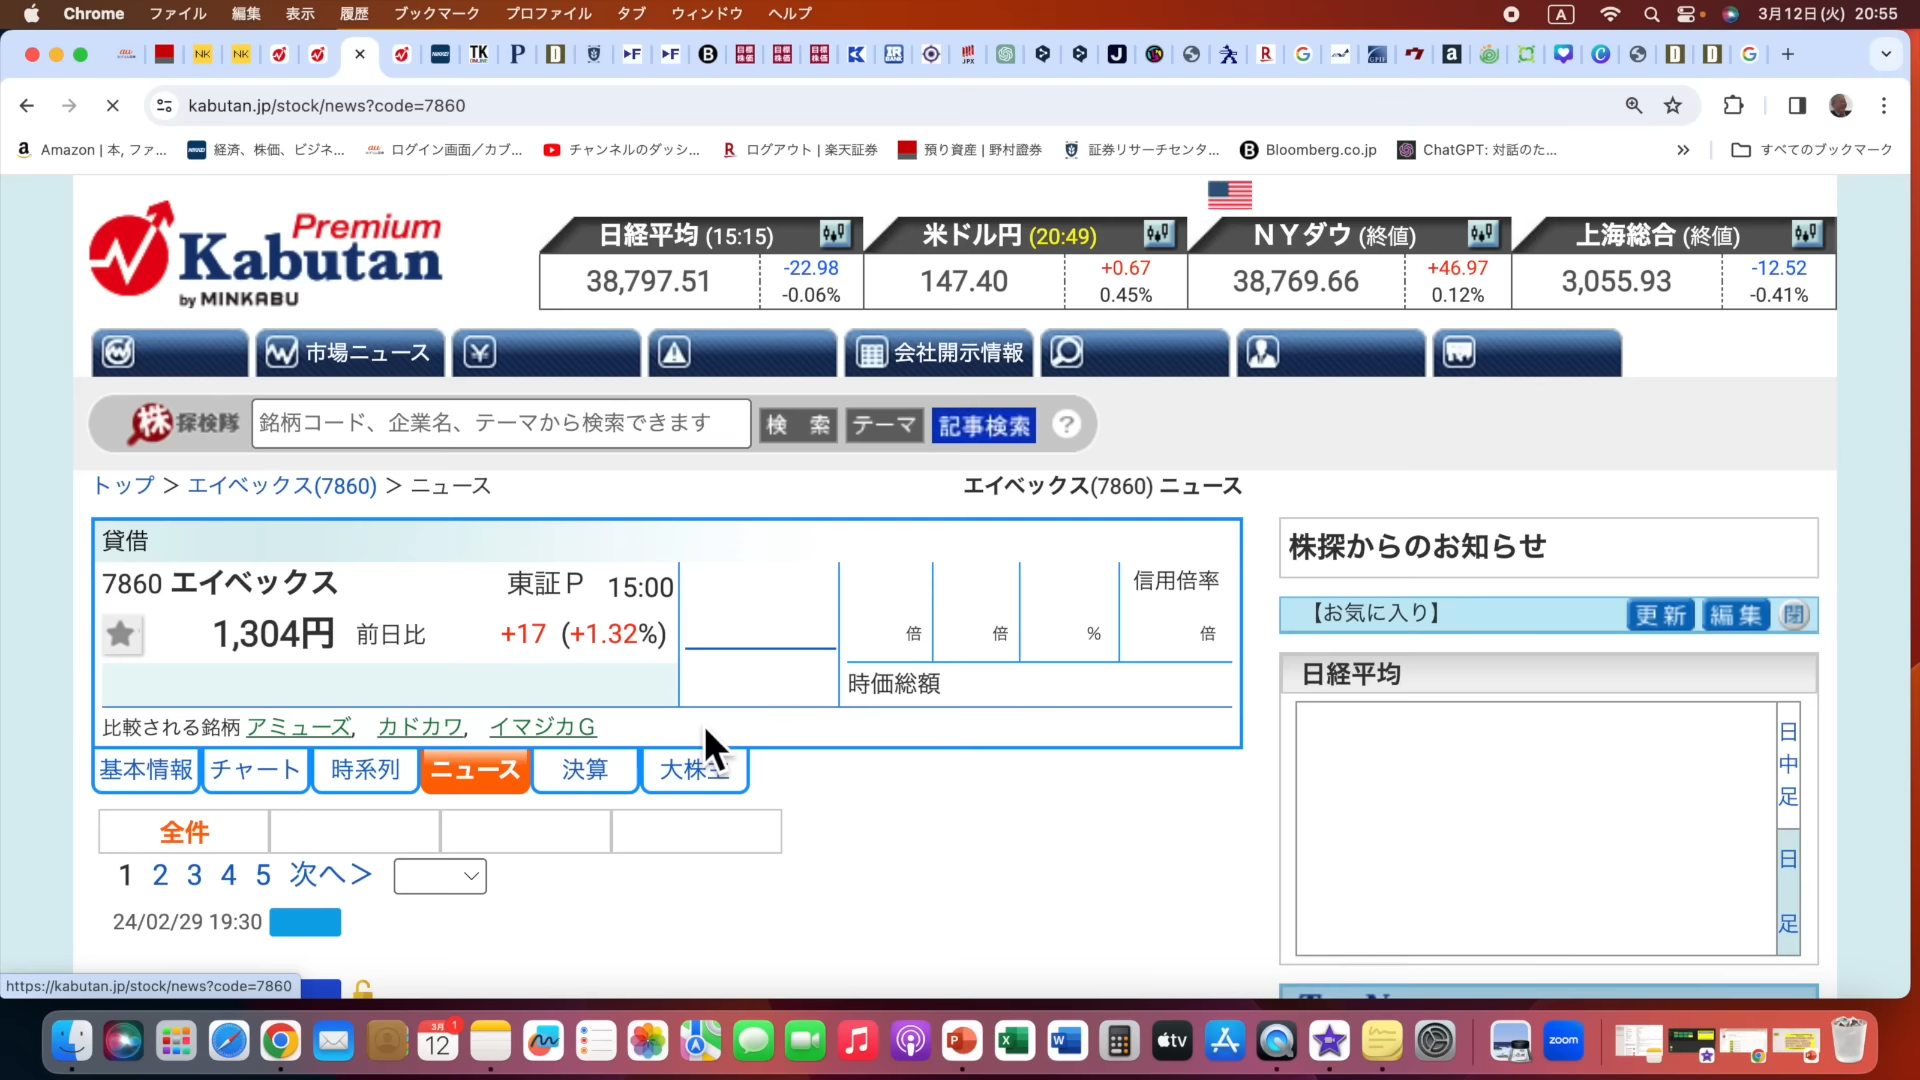 Chrome ファイル 編集 表示 履歴 ブックマーク プロファイル タブ ウィンドウ ヘルプ A 3月12日(火) 20:55
kabutan.jp/stock/news?code=7860
Amazon | 本, ファ... 経済、株価、ビジネ... ログイン画面／カブ... チャンネルのダッシ... ログアウト | 楽天証券 預り資産 | 野村證券 証券リサーチセンタ... Bloomberg.co.jp ChatGPT: 対話のた... すべてのブックマーク
Premium
Kabutan
by MINKABU
日経平均 (15:15) 米ドル円 (20:49) ＮＹダウ (終値) 上海総合 (終値)
38,797.51 -22.98 -0.06% 147.40 +0.67 0.45% 38,769.66 +46.97 0.12% 3,055.93 -12.52 -0.41%
市場ニュース 会社開示情報
株探検隊 銘柄コード、企業名、テーマから検索できます 検 索 テーマ 記事検索 ?
トップ > エイベックス(7860) > ニュース エイベックス(7860) ニュース
貸借
7860 エイベックス 東証Ｐ 15:00 信用倍率
1,304円 前日比 +17 (+1.32%) 倍 倍 % 倍
時価総額
比較される銘柄 アミューズ, カドカワ, イマジカＧ
基本情報 チャート 時系列 ニュース 決算
全件
1 2 3 4 5 次へ＞
24/02/29 19:30
株探からのお知らせ
【お気に入り】 更新 編集 閉
日経平均
日中足
日足
https://kabutan.jp/stock/news?code=7860
3月 1
12
tv
zoom